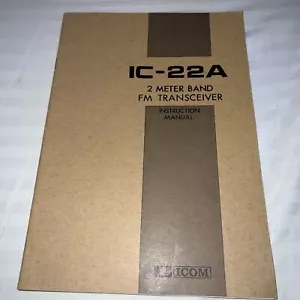 IC-22A
2 METER BAND
FM TRANSCEIVER
INSTRUCTION
MANUAL
ICOM